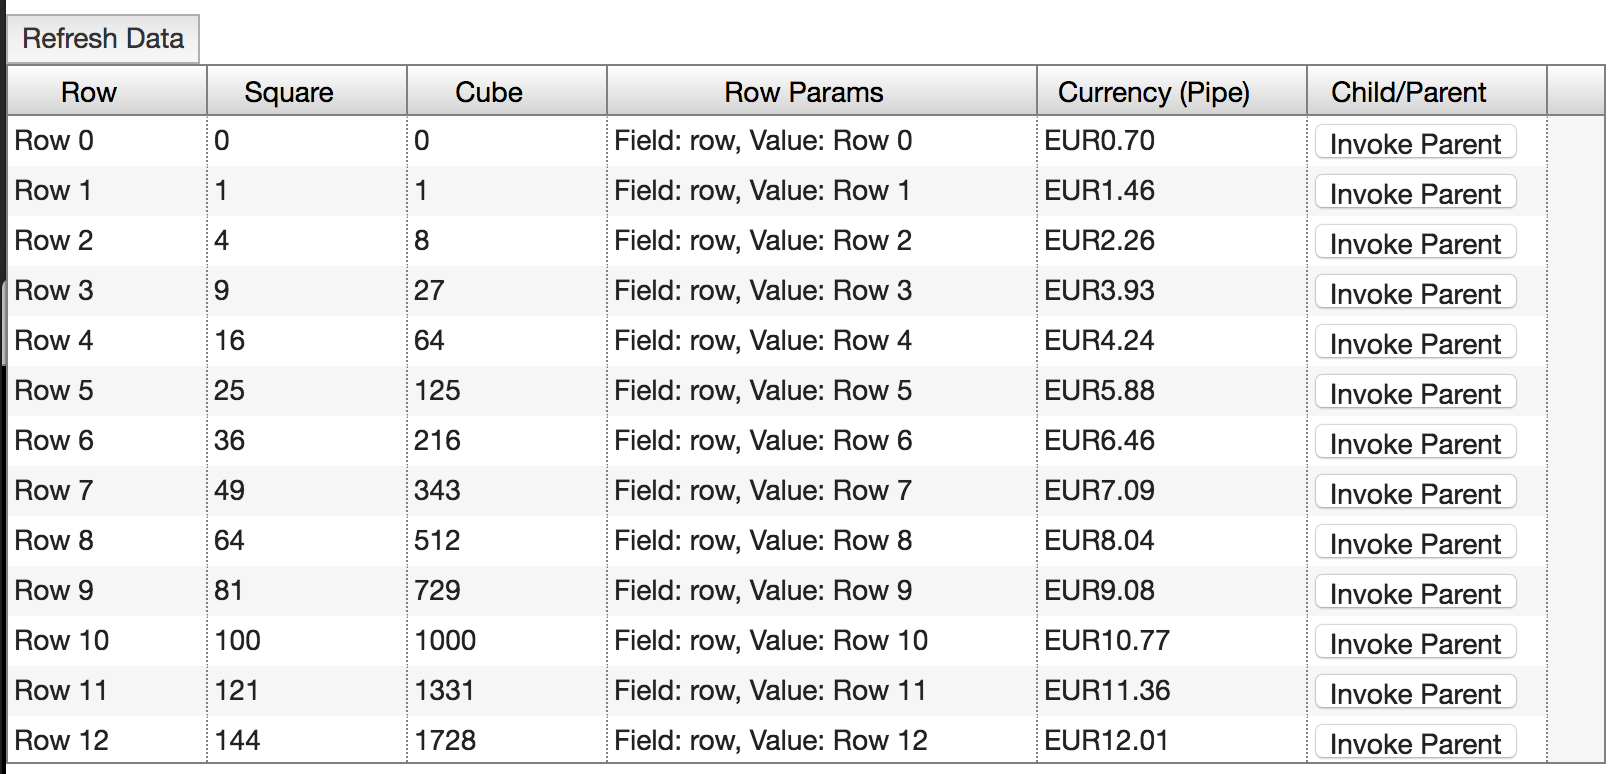 Refresh Data
Row Square Cube Row Params Currency (Pipe) Child/Parent
Row 0 0 0 Field: row, Value: Row 0 EUR0.70 Invoke Parent
Row 1 1 1 Field: row, Value: Row 1 EUR1.46 Invoke Parent
Row 2 4 8 Field: row, Value: Row 2 EUR2.26 Invoke Parent
Row 3 9 27 Field: row, Value: Row 3 EUR3.93 Invoke Parent
Row 4 16 64 Field: row, Value: Row 4 EUR4.24 Invoke Parent
Row 5 25 125 Field: row, Value: Row 5 EUR5.88 Invoke Parent
Row 6 36 216 Field: row, Value: Row 6 EUR6.46 Invoke Parent
Row 7 49 343 Field: row, Value: Row 7 EUR7.09 Invoke Parent
Row 8 64 512 Field: row, Value: Row 8 EUR8.04 Invoke Parent
Row 9 81 729 Field: row, Value: Row 9 EUR9.08 Invoke Parent
Row 10 100 1000 Field: row, Value: Row 10 EUR10.77 Invoke Parent
Row 11 121 1331 Field: row, Value: Row 11 EUR11.36 Invoke Parent
Row 12 144 1728 Field: row, Value: Row 12 EUR12.01 Invoke Parent